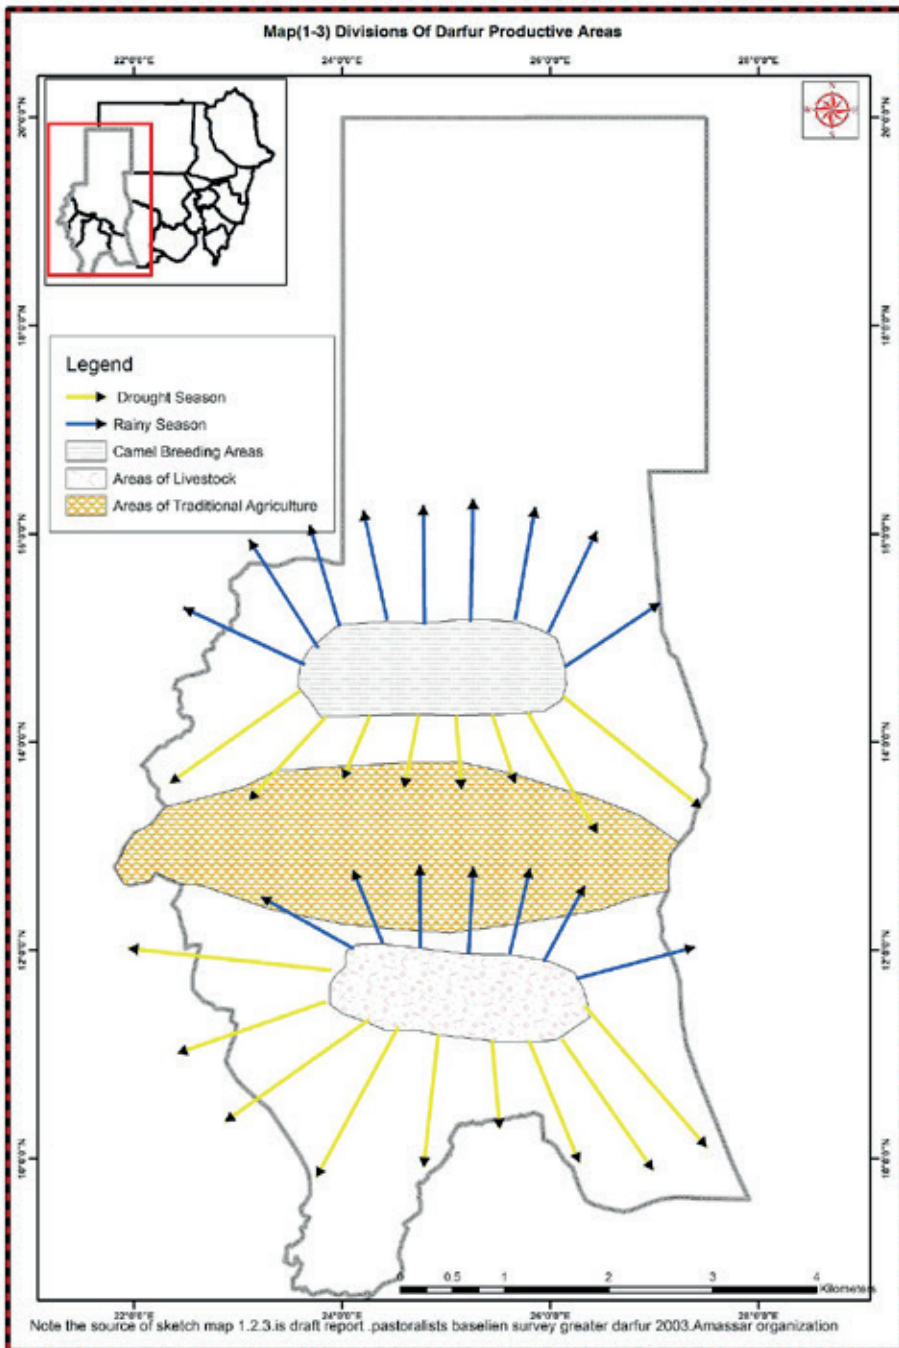 Map(1-3) Divisions Of Darfur Productive Areas
22°0'0"E 24°0'0"E 26°0'0"E 28°0'0"E
Legend
Drought Season
Rainy Season
Camel Breeding Areas
Areas of Livestock
Areas of Traditional Agriculture
0 0.5 1 2 3 4
Kilometers
22°0'0"E 24°0'0"E 26°0'0"E 28°0'0"E
Note the source of sketch map 1.2.3.is draft report .pastoralists baselien survey greater darfur 2003.Amassar organization